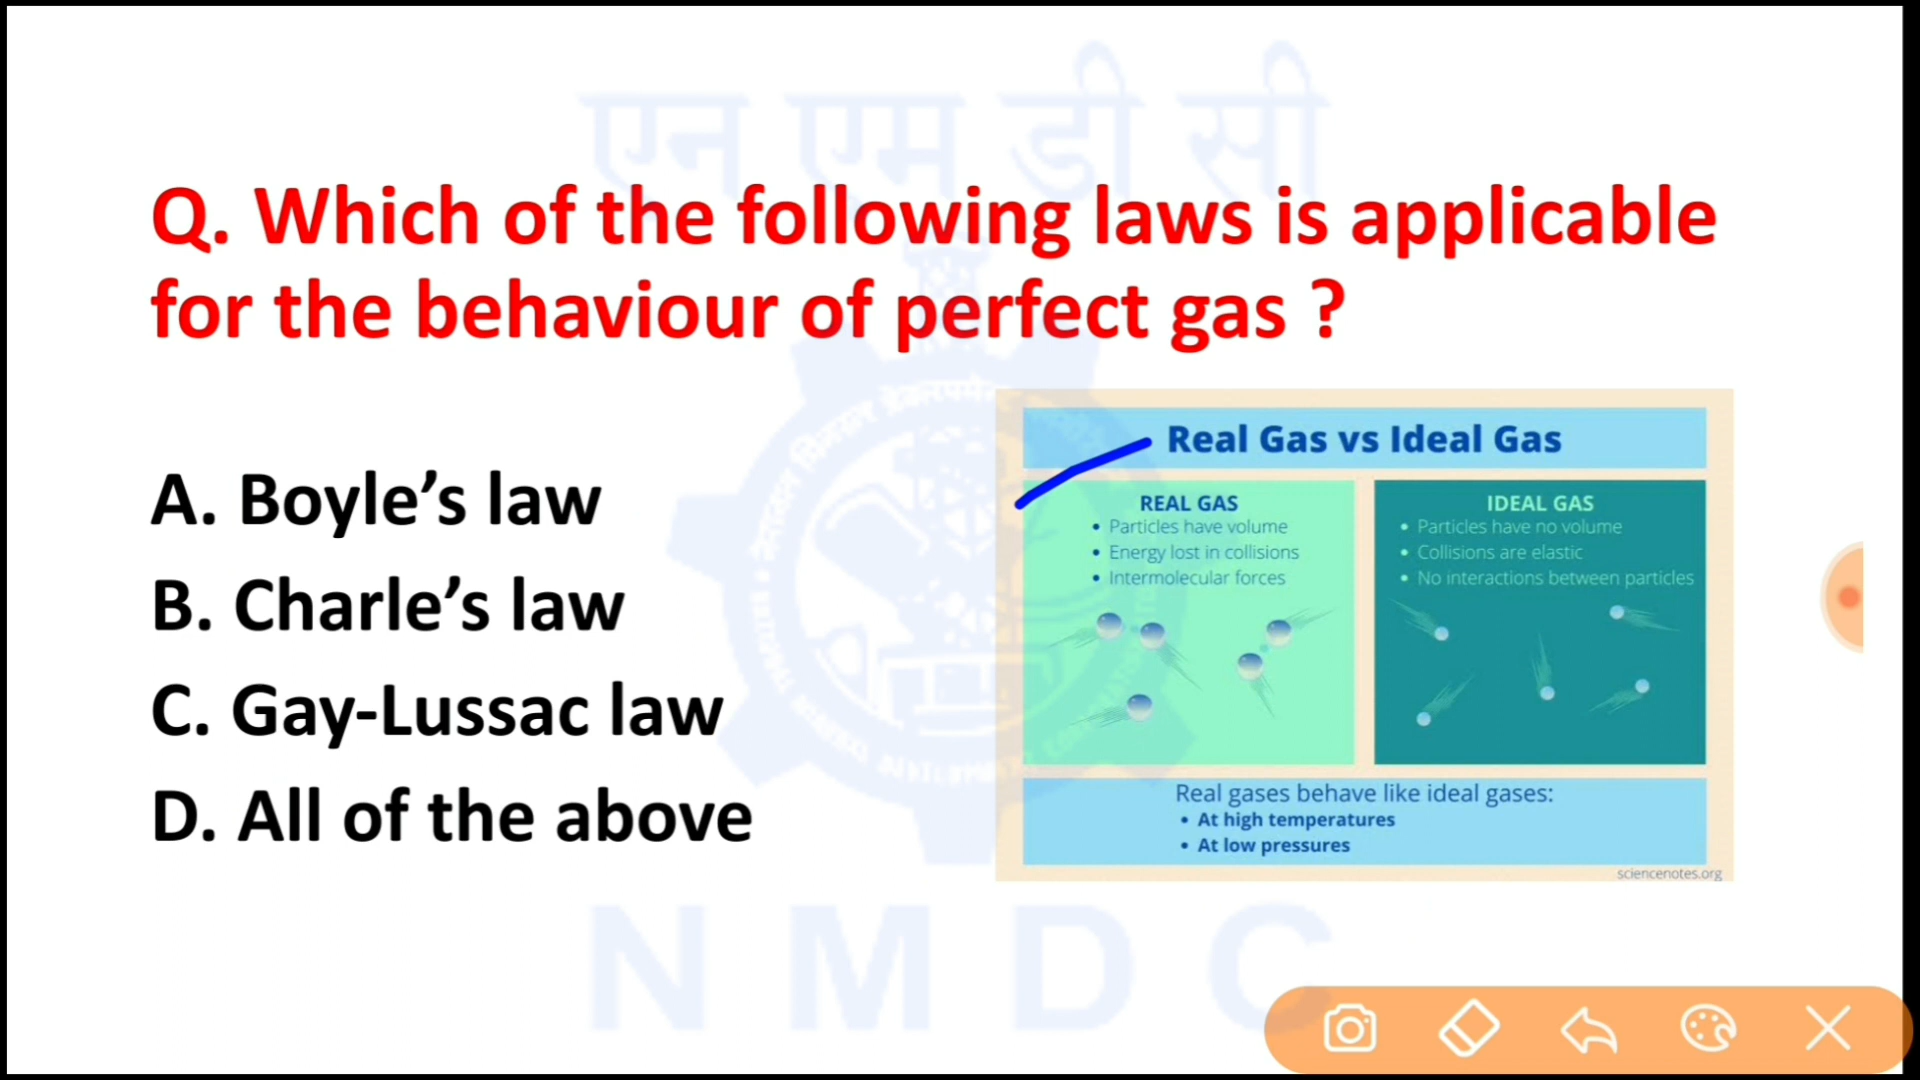 एन एम डी सी
Q. Which of the following laws is applicable
for the behaviour of perfect gas ?
A. Boyle’s law
B. Charle’s law
C. Gay-Lussac law
D. All of the above
Real Gas vs Ideal Gas
REAL GAS
• Particles have volume
• Energy lost in collisions
• Intermolecular forces
IDEAL GAS
• Particles have no volume
• Collisions are elastic
• No interactions between particles
Real gases behave like ideal gases:
• At high temperatures
• At low pressures
sciencenotes.org
NMDC